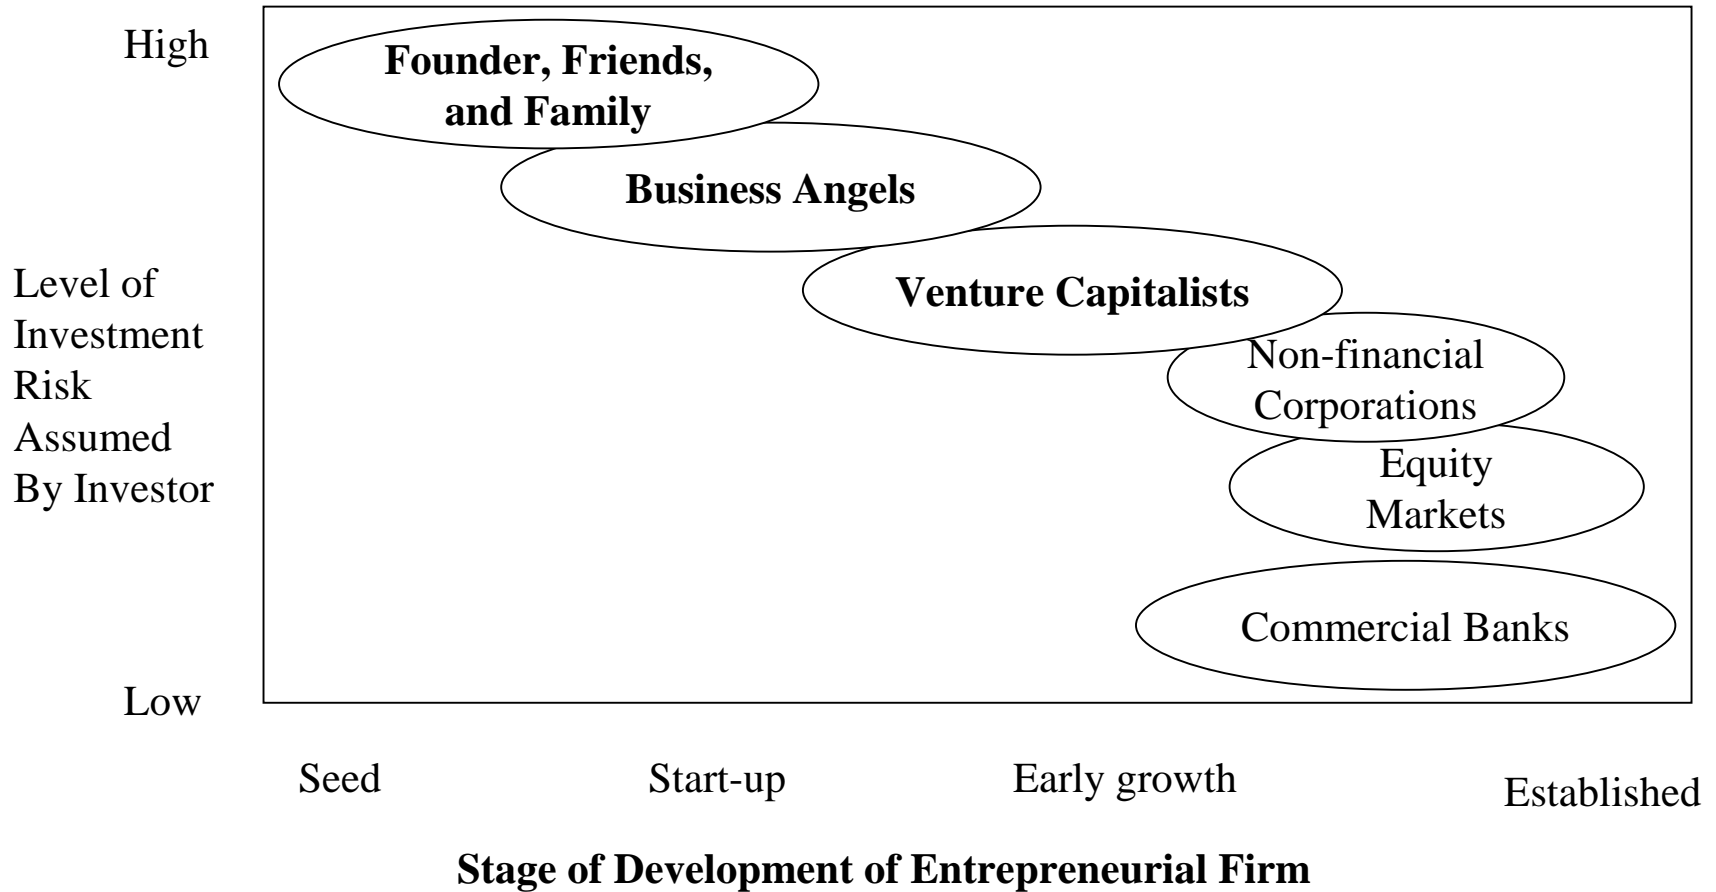 High
Founder, Friends,
and Family
Business Angels
Venture Capitalists
Level of
Investment
Risk
Assumed
By Investor
Non-financial
Corporations
Equity
Markets
Commercial Banks
Low
Seed
Start-up
Early growth
Established
Stage of Development of Entrepreneurial Firm